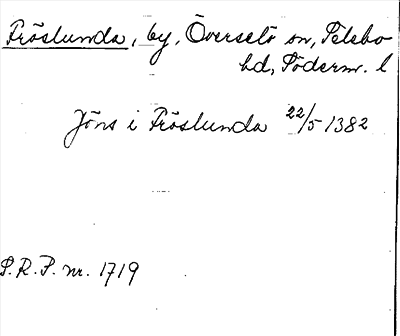 Fröslunda, by, Överselö sn, Selebo
hd, Söderm. l
Jöns i Fröslunda 22/5 1382
S.R.P. nr. 1719